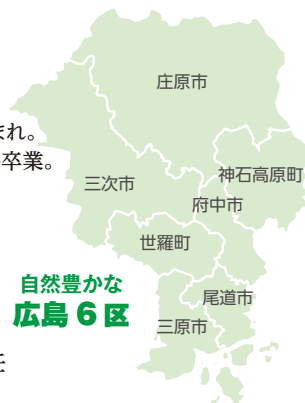 庄原市
まれ。
卒業。
神石高原町
三次市
府中市
世羅町
自然豊かな
広島6区
尾道市
三原市